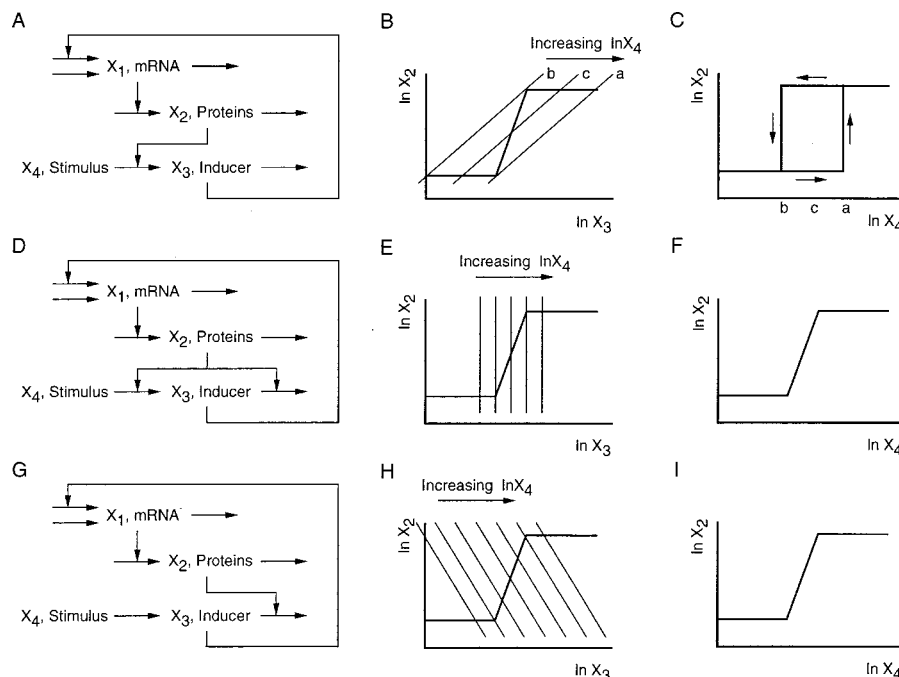 A
X1, mRNA
X2, Proteins
X4, Stimulus X3, Inducer
B
Increasing lnX4
b c a
ln X2
ln X3
C
ln X2
b c a
ln X4
D
X1, mRNA
X2, Proteins
X4, Stimulus X3, Inducer
E
Increasing lnX4
ln X2
ln X3
F
ln X2
ln X4
G
X1, mRNA
X2, Proteins
X4, Stimulus X3, Inducer
H
Increasing lnX4
ln X2
ln X3
I
ln X2
ln X4